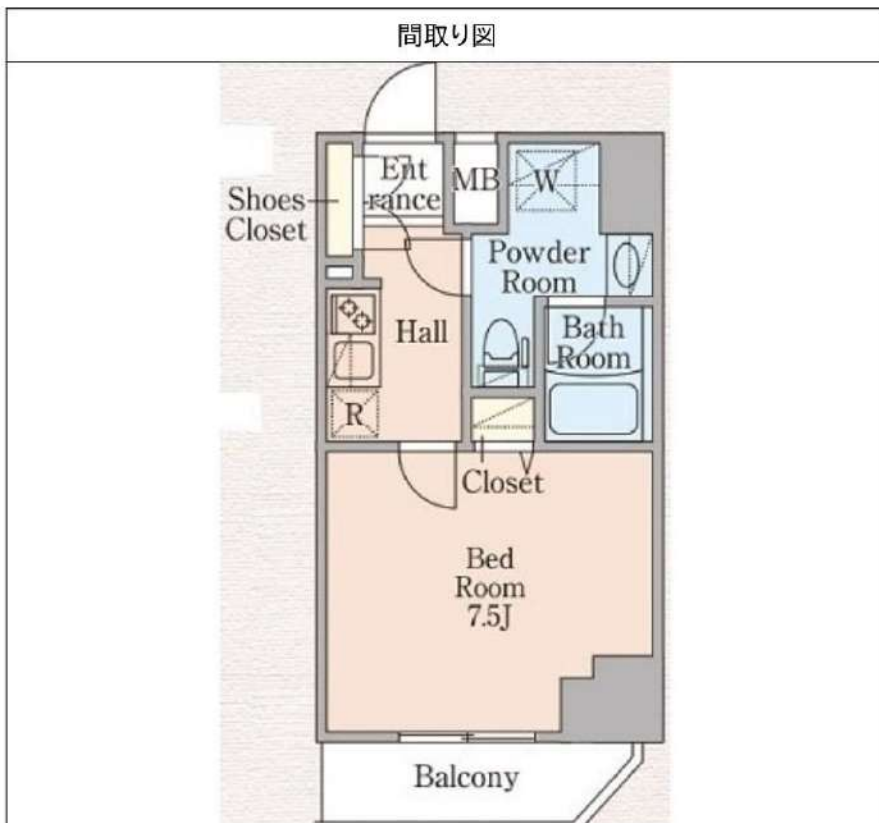 間取り図
Ent
-rance
MB
W
Shoes
Closet
Powder
Room
Hall
Bath
Room
R
Closet
Bed
Room
7.5J
Balcony